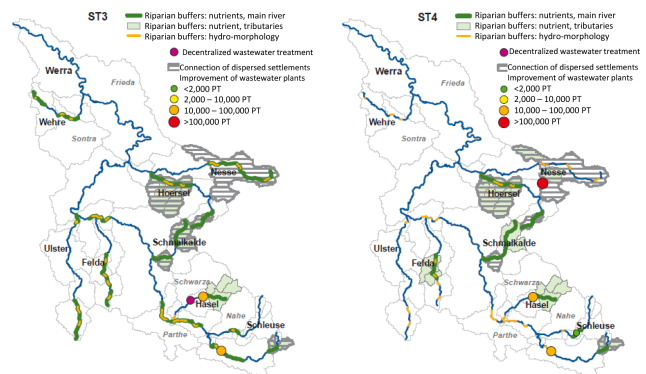 ST3
Riparian buffers: nutrients, main river
Riparian buffers: nutrient, tributaries
Riparian buffers: hydro-morphology
Decentralized wastewater treatment
Connection of dispersed settlements
Improvement of wastewater plants
<2,000 PT
2,000 – 10,000 PT
10,000 – 100,000 PT
>100,000 PT
Werra
Frieda
Wehre
Sontra
Nesse
Hoersel
Ulster
Schmalkalde
Felda
Schwarza
Hasel
Nahe
Parthe
Schleuse
ST4
Riparian buffers: nutrients, main river
Riparian buffers: nutrient, tributaries
Riparian buffers: hydro-morphology
Decentralized wastewater treatment
Connection of dispersed settlements
Improvement of wastewater plants
<2,000 PT
2,000 – 10,000 PT
10,000 – 100,000 PT
>100,000 PT
Werra
Frieda
Wehre
Sontra
Nesse
Hoersel
Ulster
Schmalkalde
Felda
Schwarza
Hasel
Nahe
Parthe
Schleuse